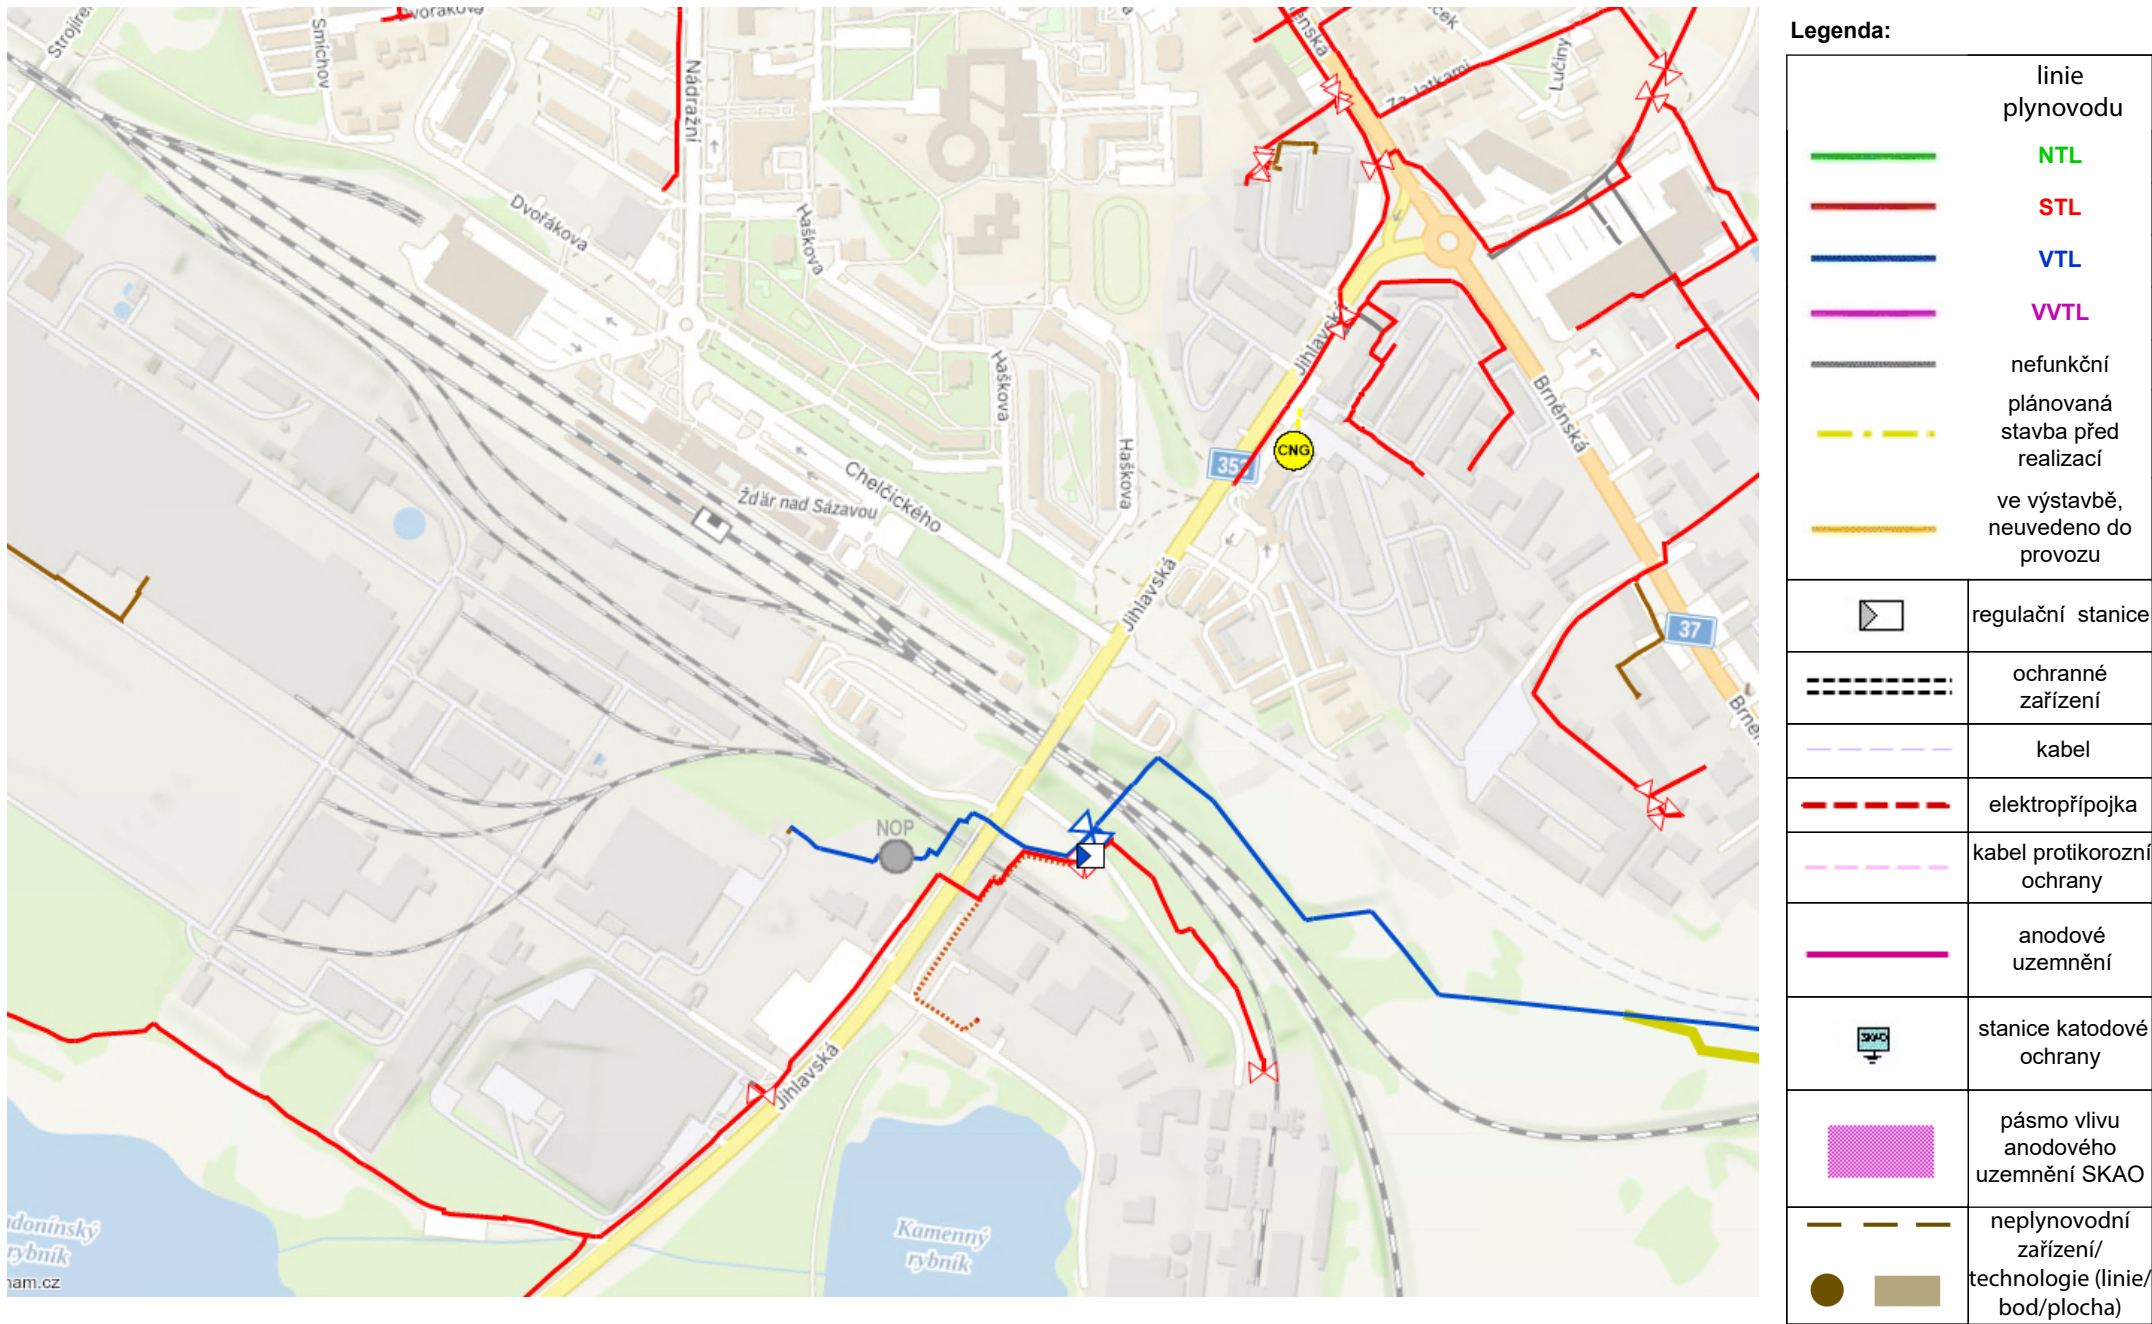 Strojíren
Smíchov
Dvořákova
Nádražní
Dvořákova
Haškova
Haškova
Haškova
Chelčického
Žďár nad Sázavou
Jihlavská
Jihlavská
Jihlavská
Za Jatkami
Lučiny
Brněnská
CNG
37
NOP
Kamenný
rybník
Legenda:
linie
plynovodu
NTL
STL
VTL
VVTL
nefunkční
plánovaná
stavba před
realizací
ve výstavbě,
neuvedeno do
provozu
regulační stanice
ochranné
zařízení
kabel
elektropřípojka
kabel protikorozní
ochrany
anodové
uzemnění
SKAO
stanice katodové
ochrany
pásmo vlivu
anodového
uzemnění SKAO
neplynovodní
zařízení/
technologie (linie/
bod/plocha)